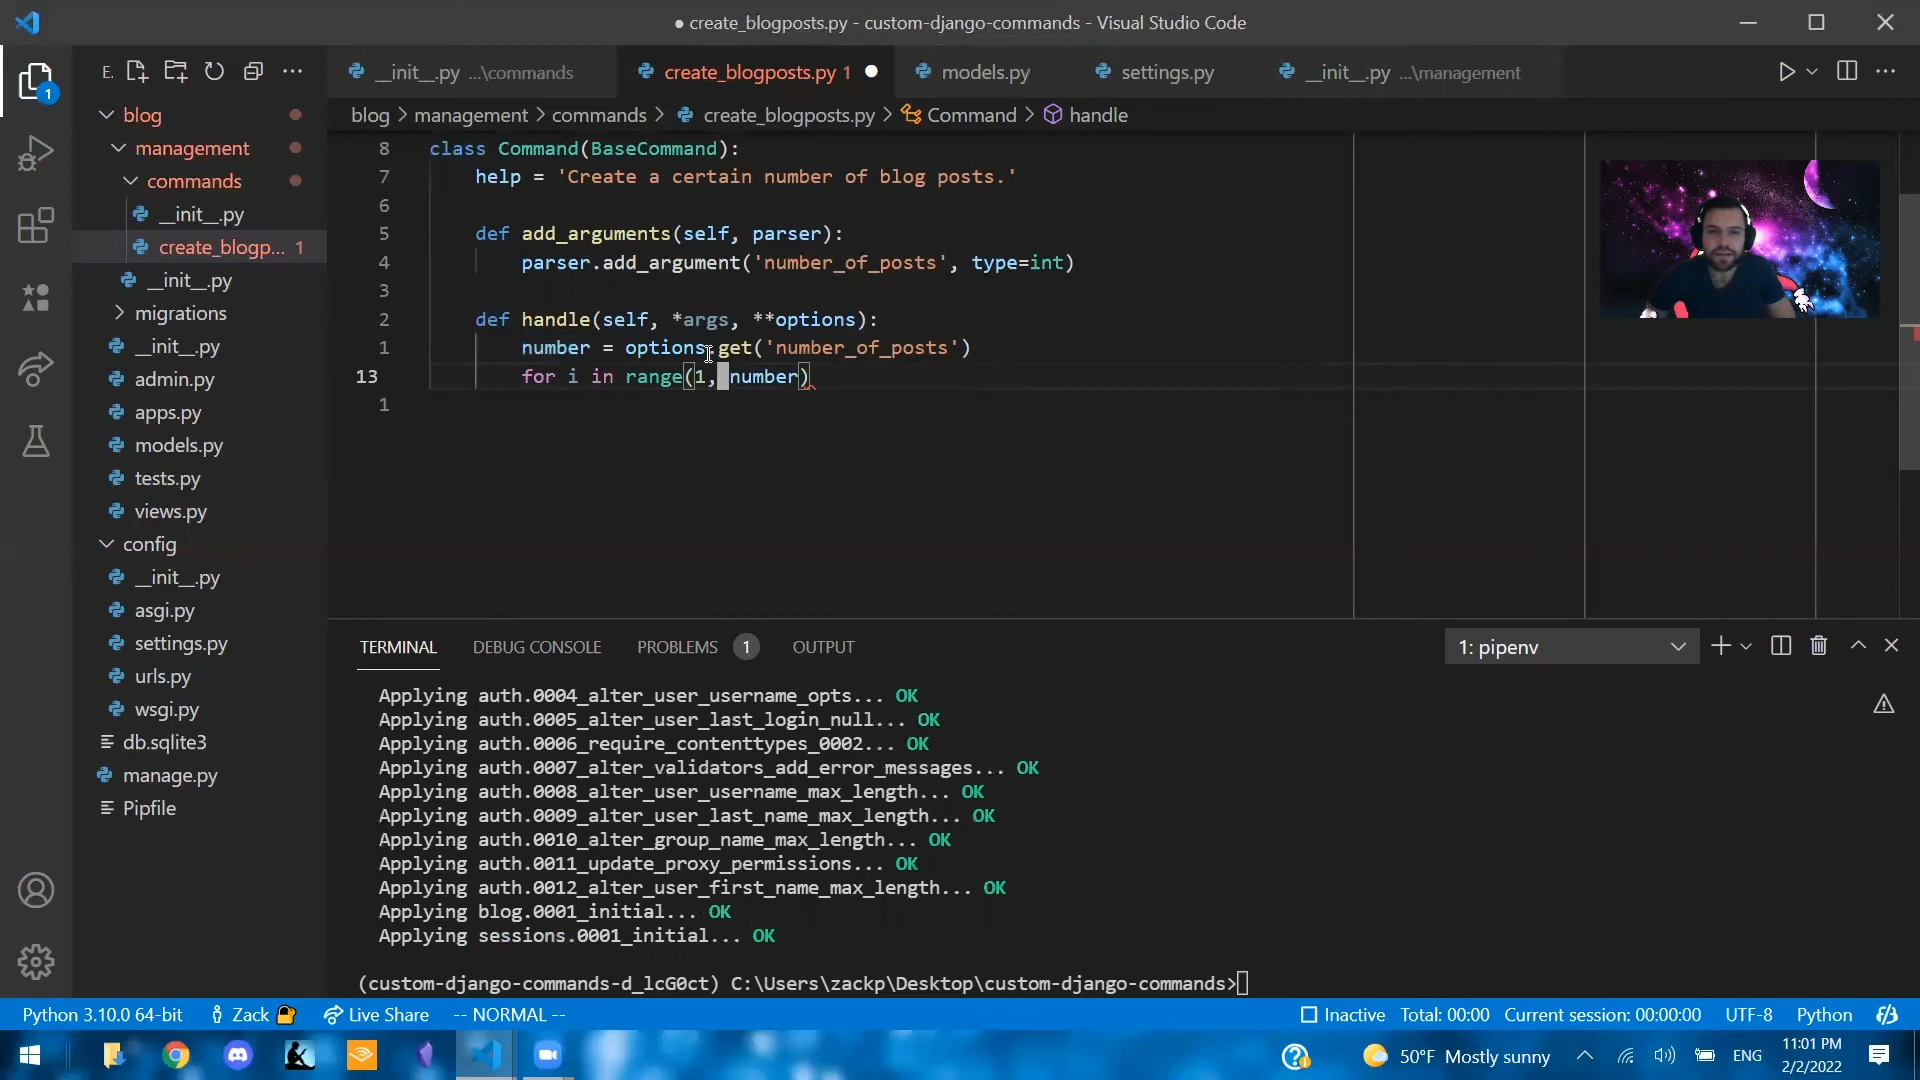 ● create_blogposts.py - custom-django-commands - Visual Studio Code
E.
__init__.py ...\commands
create_blogposts.py 1
models.py
settings.py
__init__.py ...\management
blog > management > commands > create_blogposts.py > Command > handle
1
blog
management
commands
__init__.py
create_blogp... 1
__init__.py
migrations
__init__.py
admin.py
apps.py
models.py
tests.py
views.py
config
__init__.py
asgi.py
settings.py
urls.py
wsgi.py
db.sqlite3
manage.py
Pipfile
8 class Command(BaseCommand):
7 help = 'Create a certain number of blog posts.'
6
5 def add_arguments(self, parser):
4 parser.add_argument('number_of_posts', type=int)
3
2 def handle(self, *args, **options):
1 number = options.get('number_of_posts')
13 for i in range(1, number)
1
TERMINAL DEBUG CONSOLE PROBLEMS 1 OUTPUT
1: pipenv
Applying auth.0004_alter_user_username_opts... OK
Applying auth.0005_alter_user_last_login_null... OK
Applying auth.0006_require_contenttypes_0002... OK
Applying auth.0007_alter_validators_add_error_messages... OK
Applying auth.0008_alter_user_username_max_length... OK
Applying auth.0009_alter_user_last_name_max_length... OK
Applying auth.0010_alter_group_name_max_length... OK
Applying auth.0011_update_proxy_permissions... OK
Applying auth.0012_alter_user_first_name_max_length... OK
Applying blog.0001_initial... OK
Applying sessions.0001_initial... OK
(custom-django-commands-d_lcG0ct) C:\Users\zackp\Desktop\custom-django-commands>
Python 3.10.0 64-bit Zack Live Share -- NORMAL -- Inactive Total: 00:00 Current session: 00:00:00 UTF-8 Python
50°F Mostly sunny ENG
11:01 PM
2/2/2022